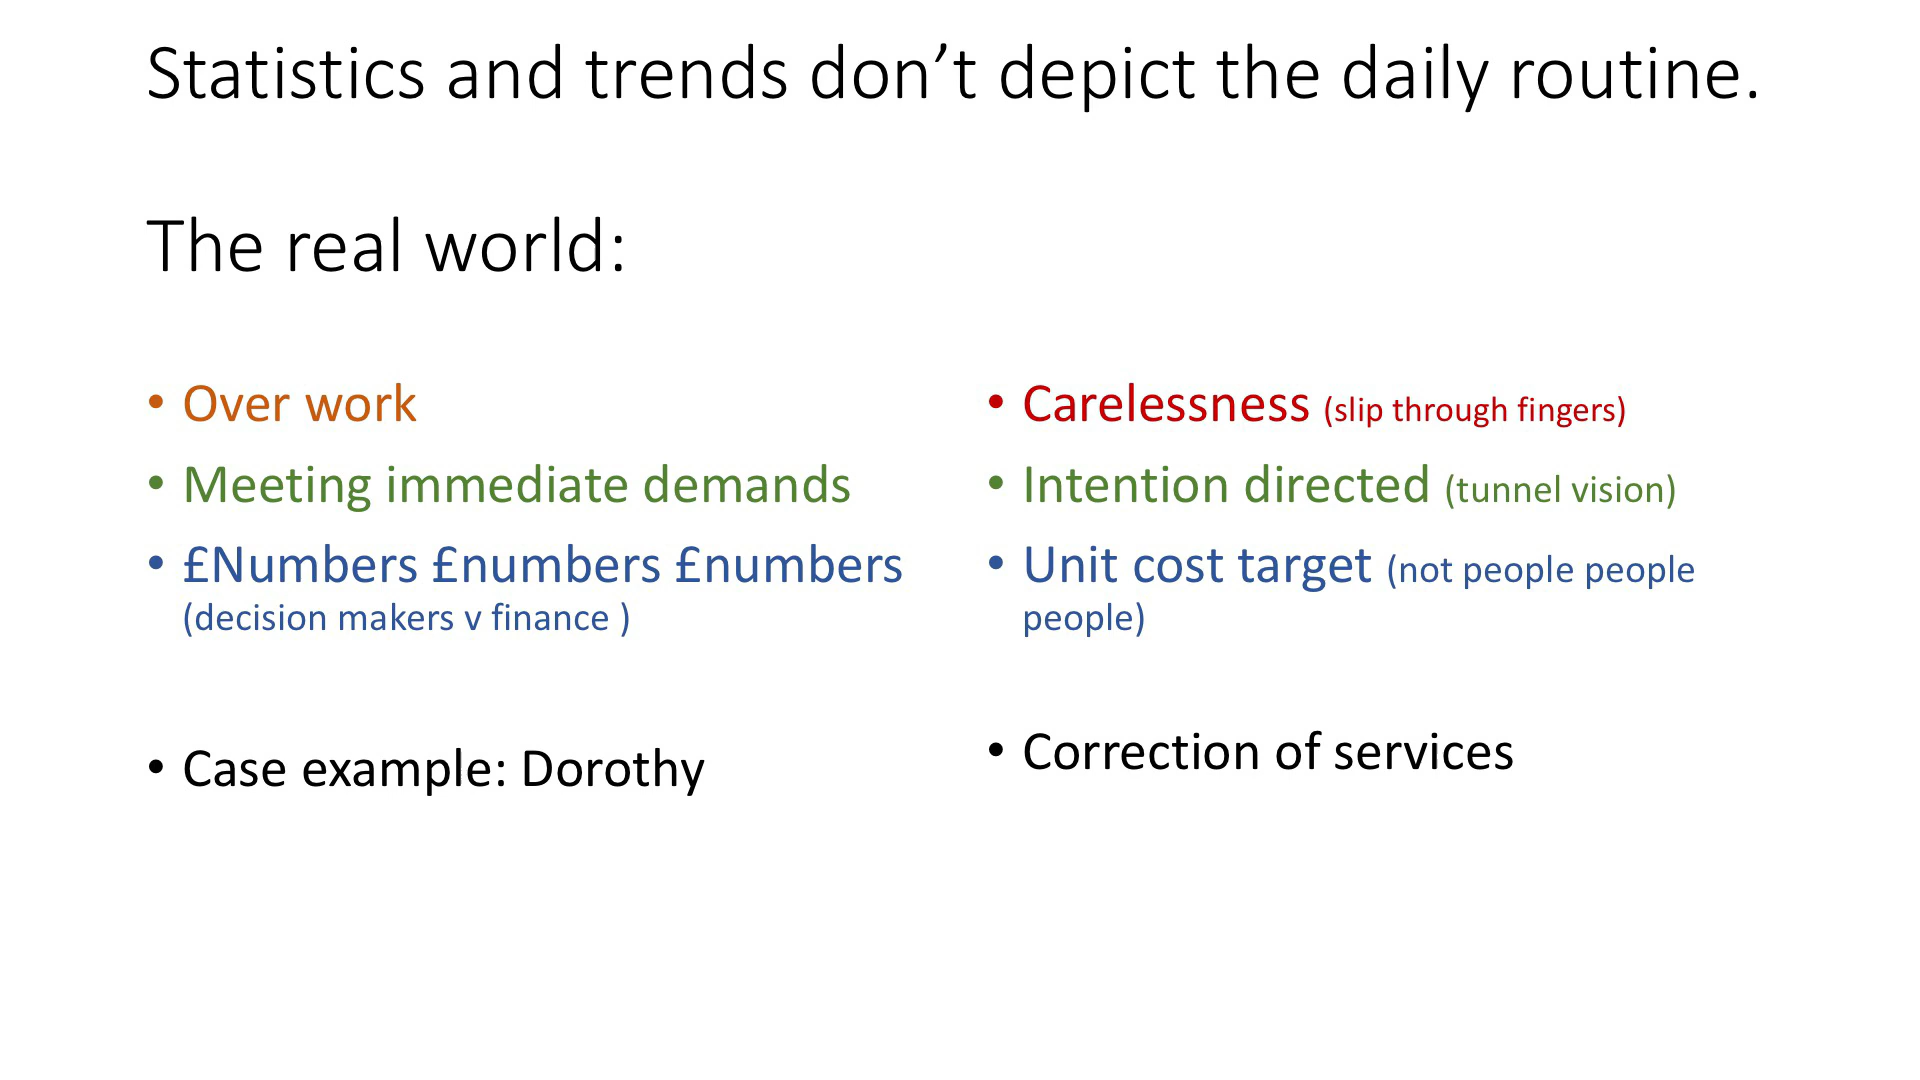 Statistics and trends don’t depict the daily routine.
The real world:
• Over work
• Meeting immediate demands
• £Numbers £numbers £numbers
(decision makers v finance )
• Case example: Dorothy
• Carelessness (slip through fingers)
• Intention directed (tunnel vision)
• Unit cost target (not people people
people)
• Correction of services